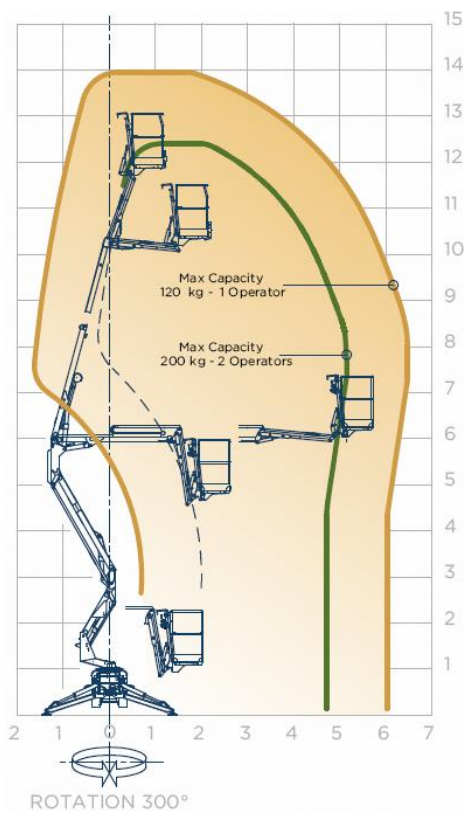 15
14
13
12
11
10
Max Capacity
120 kg - 1 Operator
9
Max Capacity
200 kg - 2 Operators
8
7
6
5
4
3
2
1
2 1 0 1 2 3 4 5 6 7
ROTATION 300°